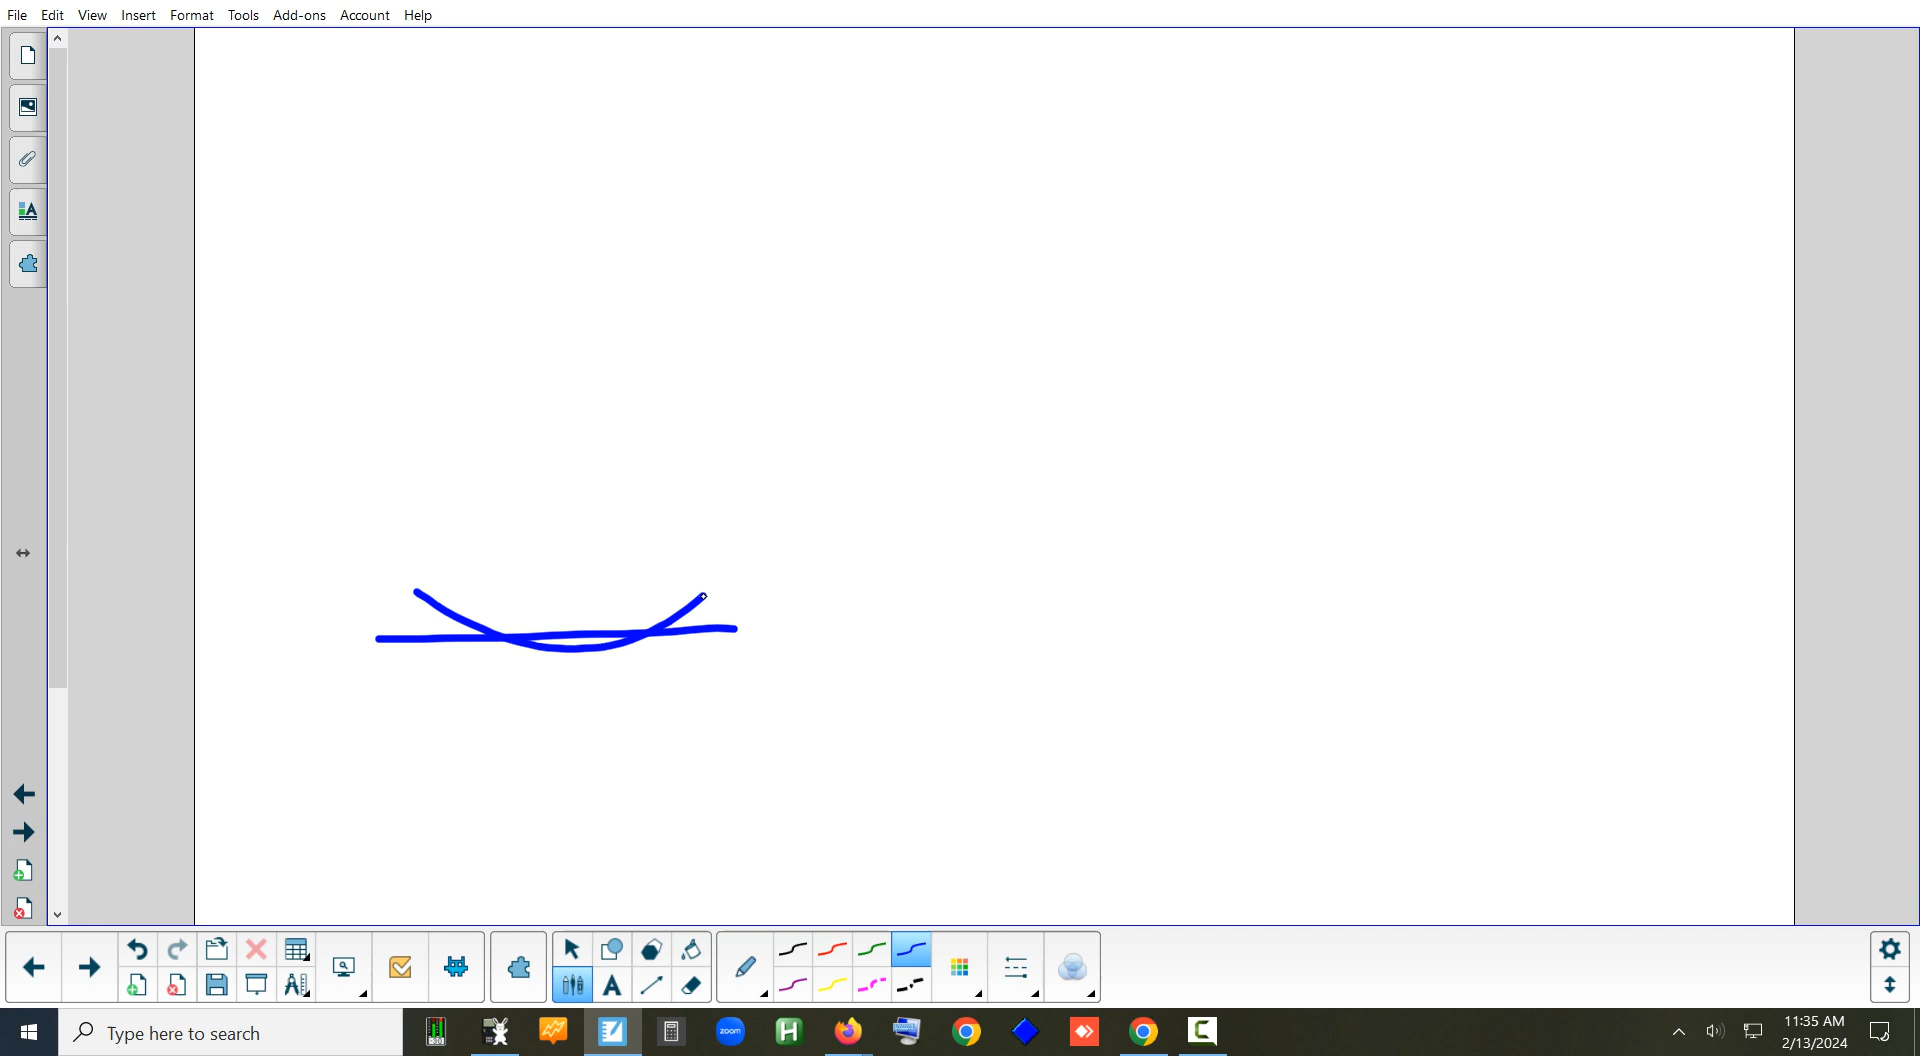 File Edit View Insert Format Tools Add-ons Account Help
A
A
Type here to search
zoom
H
C
11:35 AM
2/13/2024